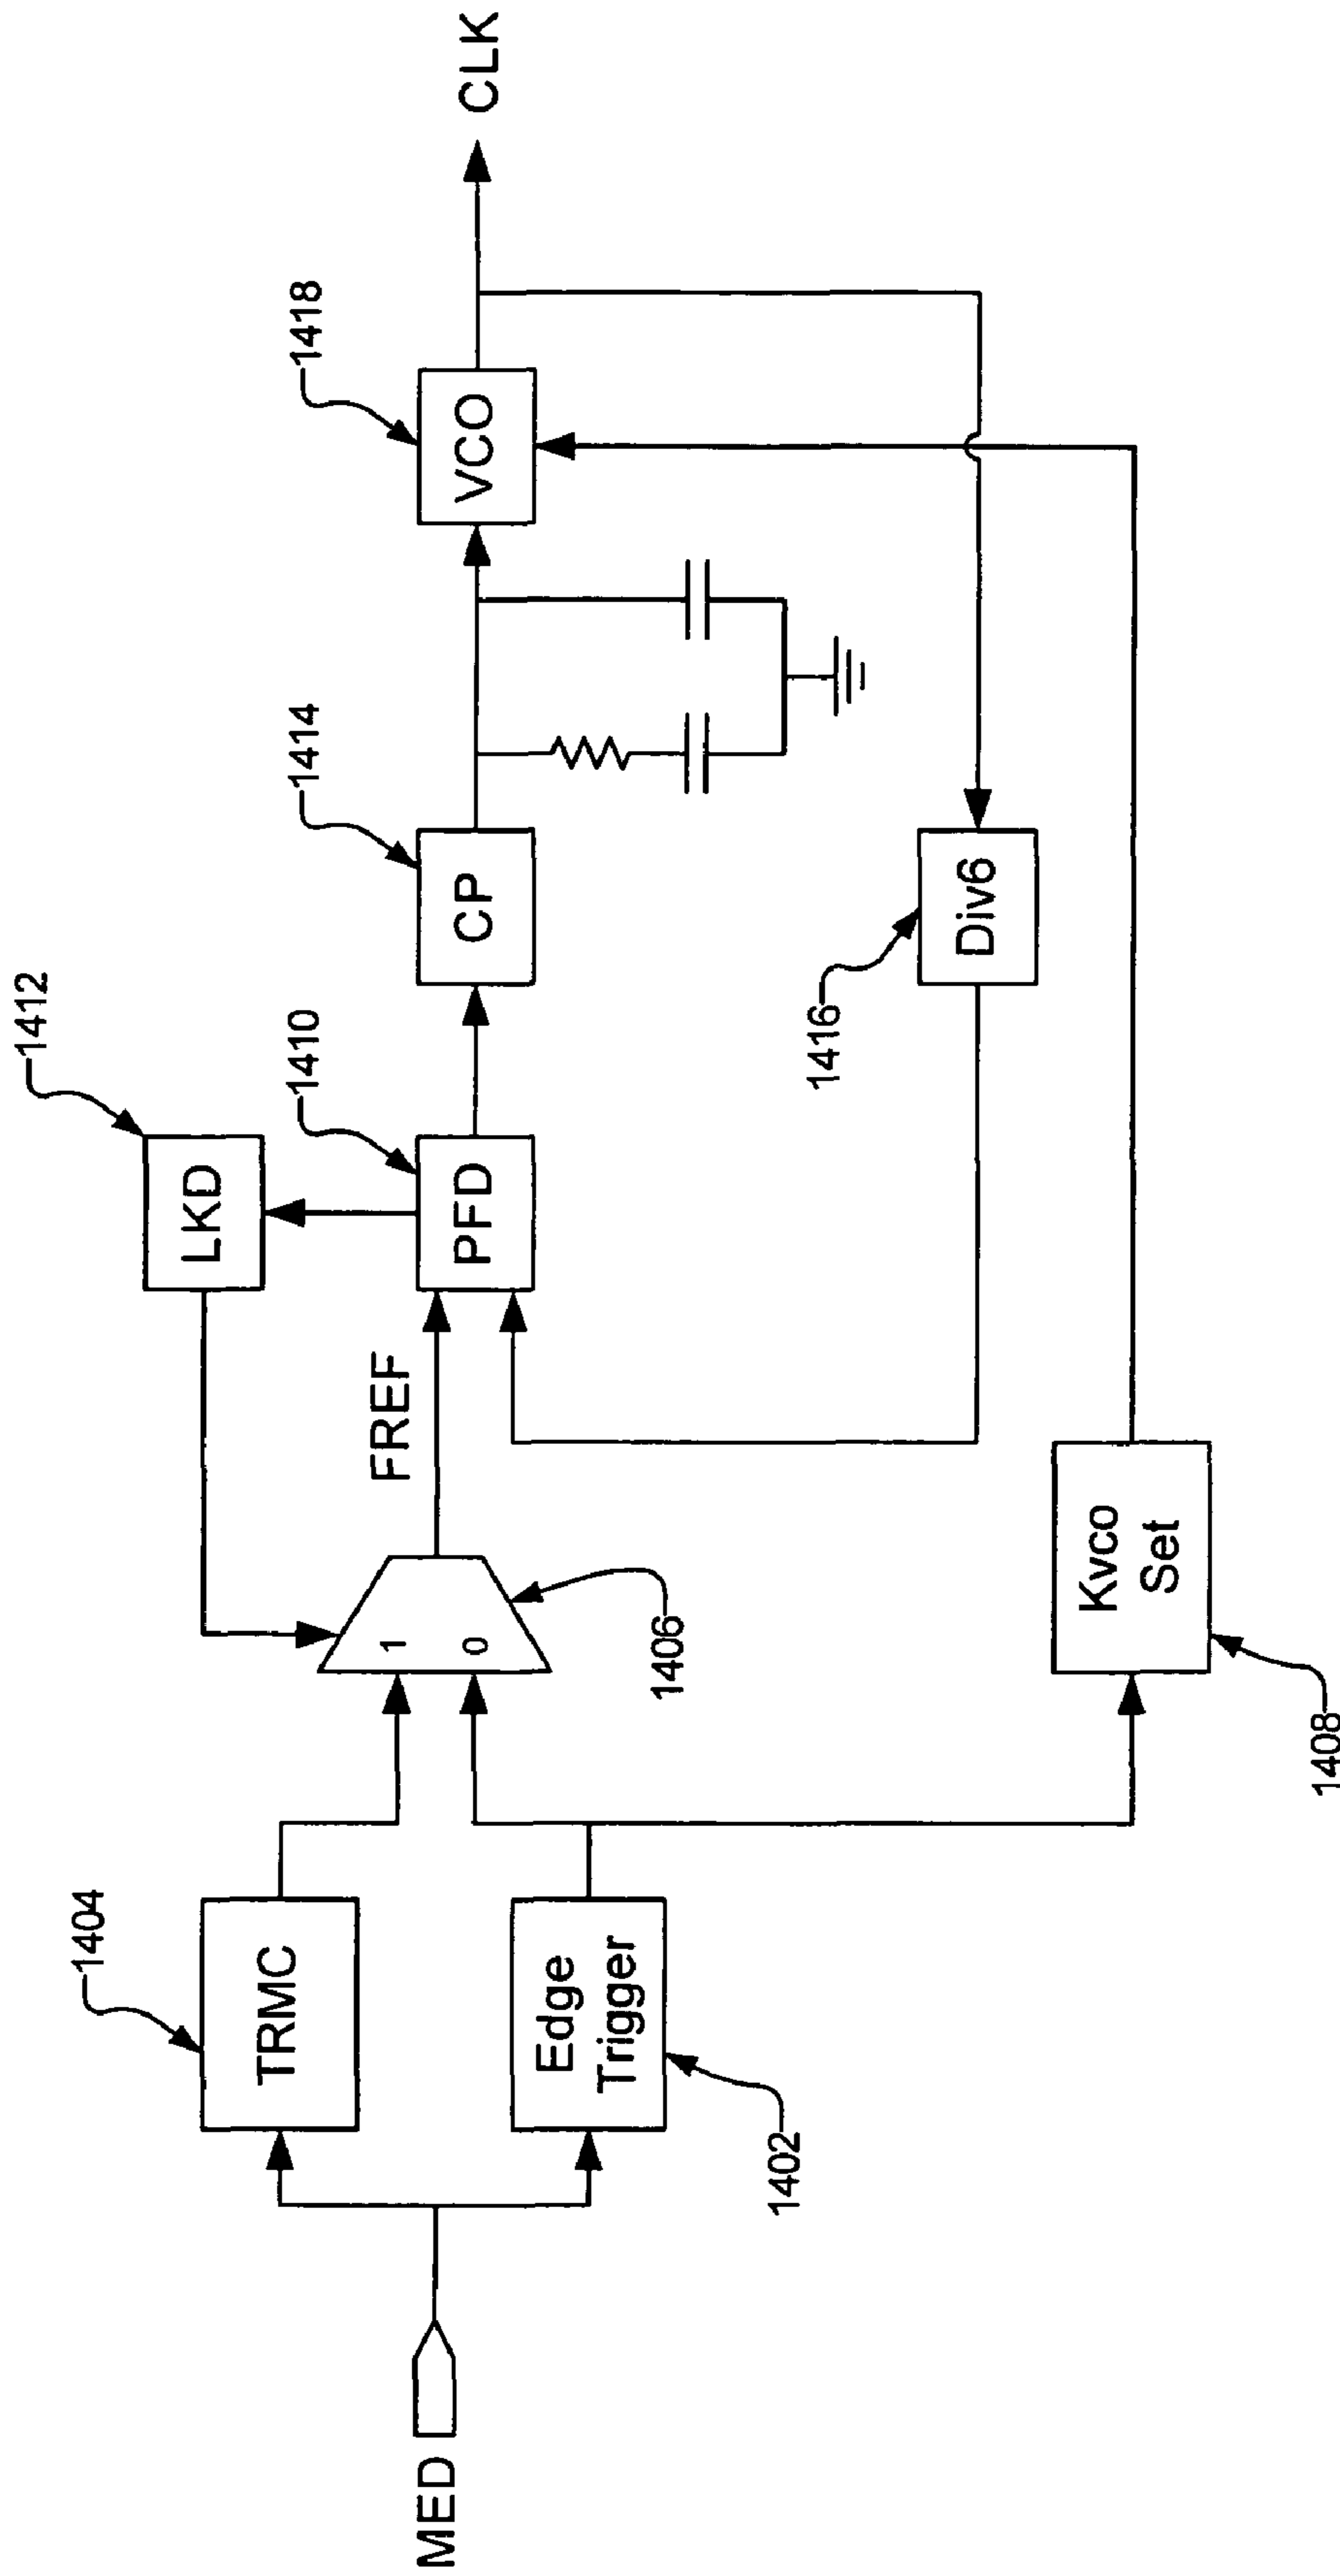 MED
1404
TRMC
Edge
Trigger
1402
1
0
1406
FREF
Kvco
Set
1408
1412
LKD
1410
PFD
1414
CP
1416
Div6
1418
VCO
CLK